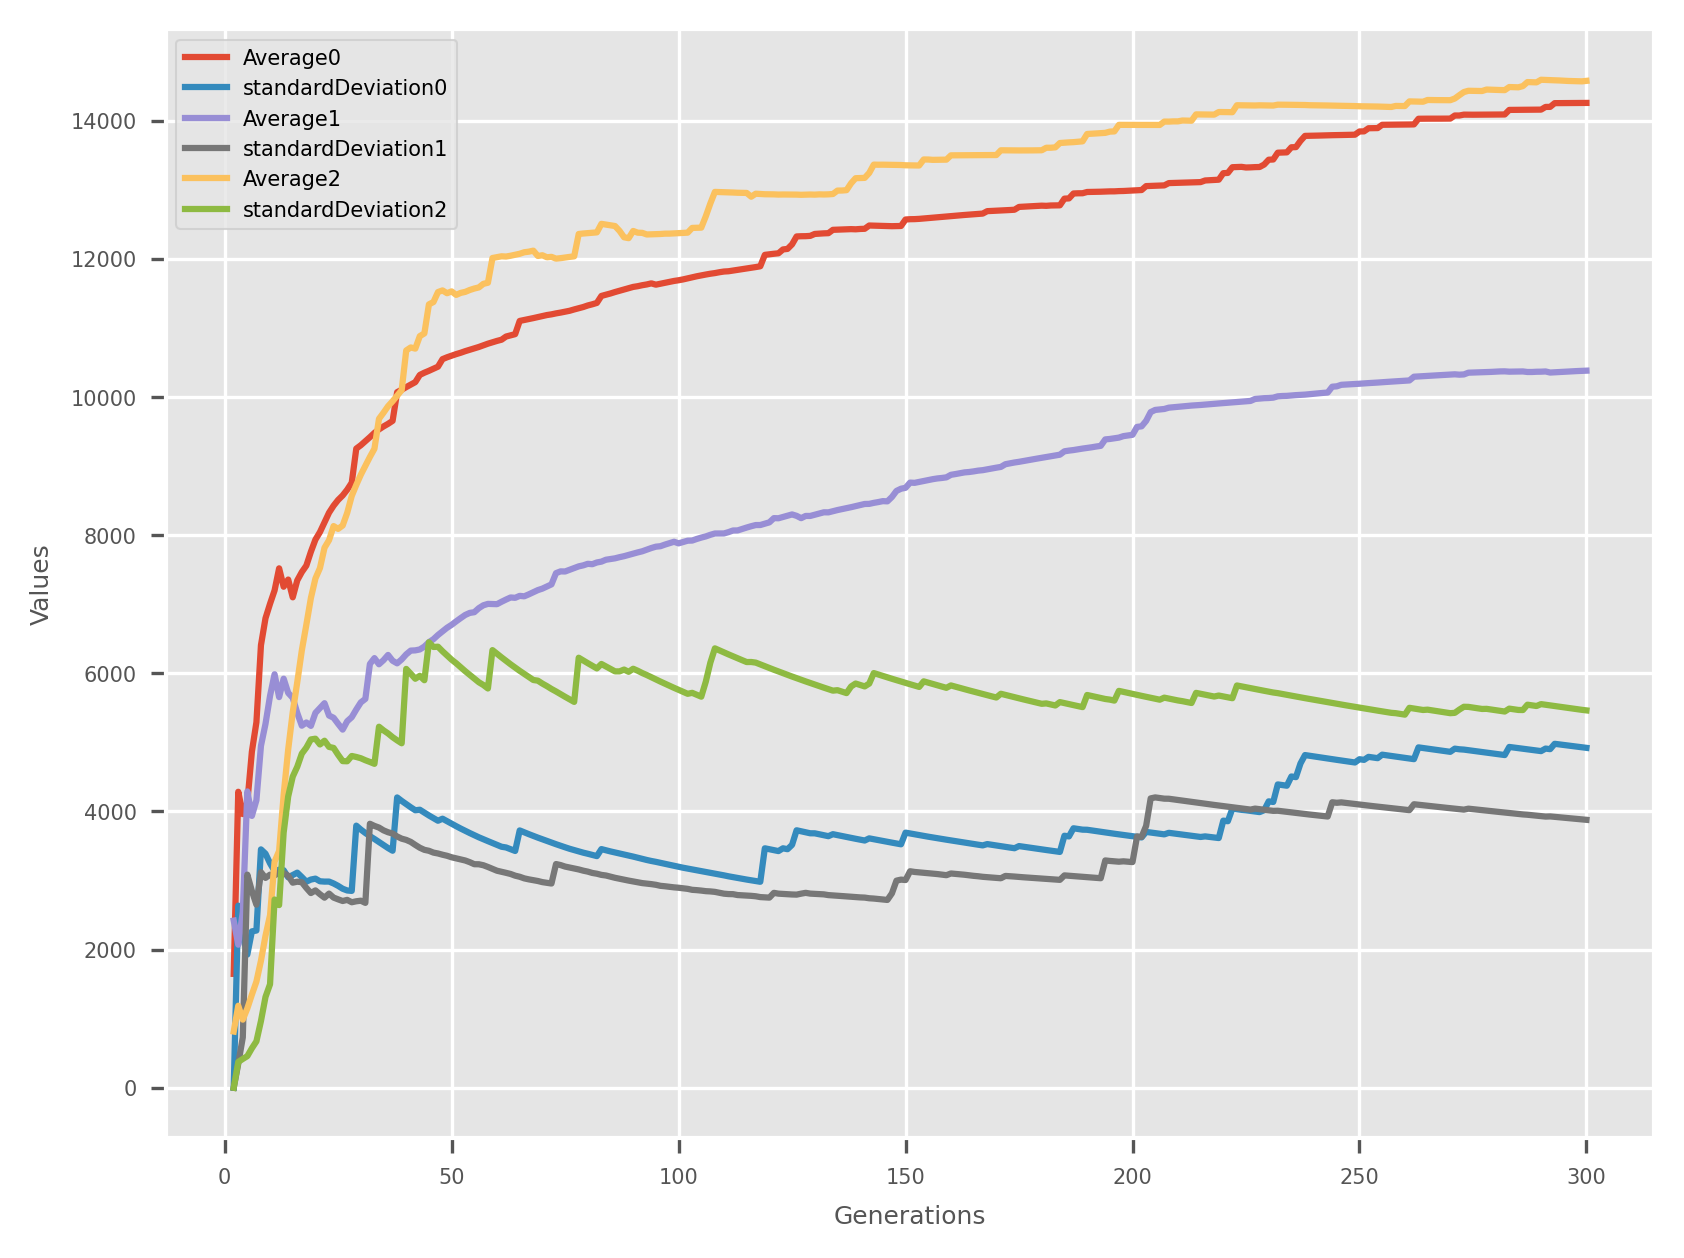 Average0
standardDeviation0
Average1
standardDeviation1
Average2
standardDeviation2
14000
12000
10000
8000
6000
4000
2000
0
Values
0 50 100 150 200 250 300
Generations